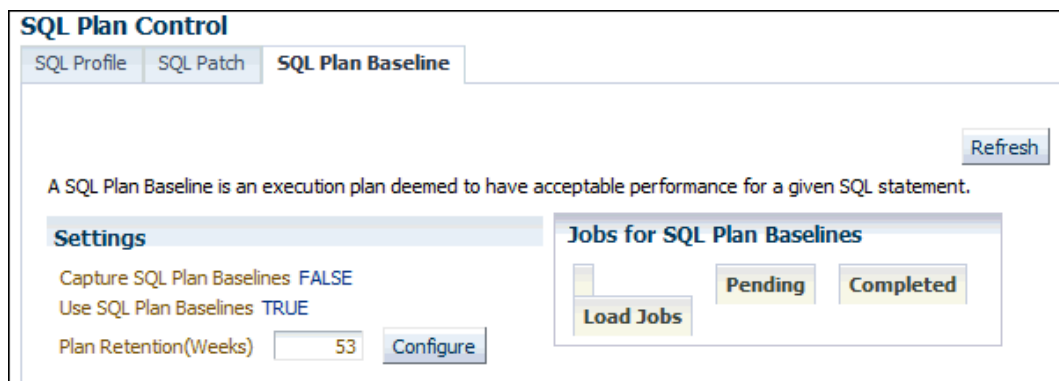 SQL Plan Control
SQL Profile SQL Patch SQL Plan Baseline
Refresh
A SQL Plan Baseline is an execution plan deemed to have acceptable performance for a given SQL statement.
Settings
Capture SQL Plan Baselines FALSE
Use SQL Plan Baselines TRUE
Plan Retention(Weeks) 53 Configure
Jobs for SQL Plan Baselines
Pending Completed
Load Jobs